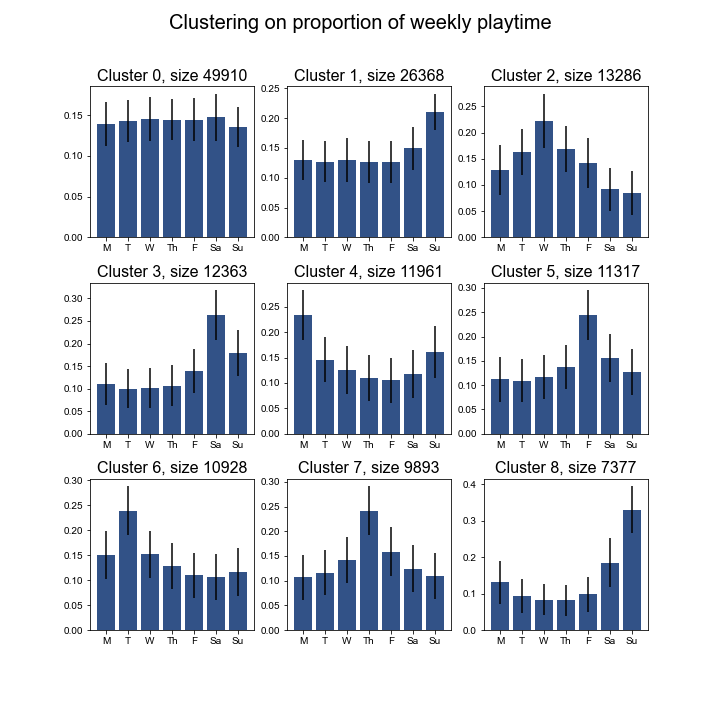 Clustering on proportion of weekly playtime
Cluster 0, size 49910
0.15
0.10
0.05
0.00
M T W Th F Sa Su
Cluster 1, size 26368
0.25
0.20
0.15
0.10
0.05
0.00
M T W Th F Sa Su
Cluster 2, size 13286
0.25
0.20
0.15
0.10
0.05
0.00
M T W Th F Sa Su
Cluster 3, size 12363
0.30
0.25
0.20
0.15
0.10
0.05
0.00
M T W Th F Sa Su
Cluster 4, size 11961
0.25
0.20
0.15
0.10
0.05
0.00
M T W Th F Sa Su
Cluster 5, size 11317
0.30
0.25
0.20
0.15
0.10
0.05
0.00
M T W Th F Sa Su
Cluster 6, size 10928
0.30
0.25
0.20
0.15
0.10
0.05
0.00
M T W Th F Sa Su
Cluster 7, size 9893
0.30
0.25
0.20
0.15
0.10
0.05
0.00
M T W Th F Sa Su
Cluster 8, size 7377
0.4
0.3
0.2
0.1
0.0
M T W Th F Sa Su